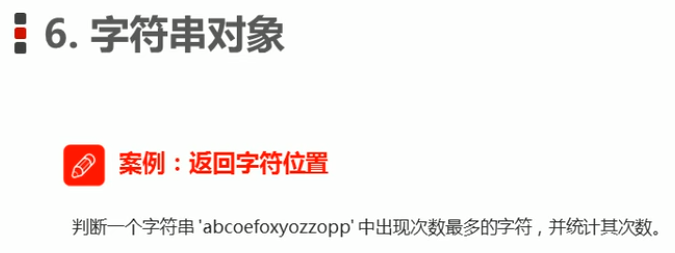 6. 字符串对象
案例：返回字符位置
判断一个字符串 'abcoefoxyozzopp' 中出现次数最多的字符，并统计其次数。